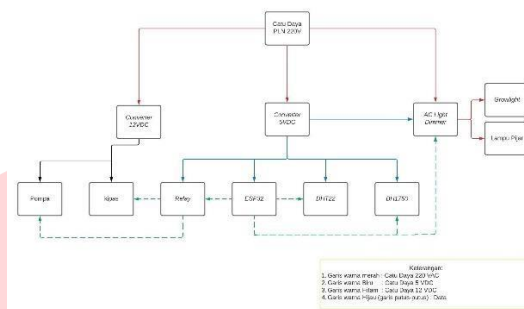 Catu Daya
PLN 220V
Converter
12VDC
Converter
5VDC
AC Light
Dimmer
Growlight
Lampu Pijar
Pompa
Kipas
Relay
ESP32
DHT22
BH1750
Keterangan:
1. Garis warna merah : Catu Daya 220 VAC
2. Garis warna Biru : Catu Daya 5 VDC
3. Garis warna Hitam : Catu Daya 12 VDC
4. Garis warna Hijau (garis putus-putus) : Data